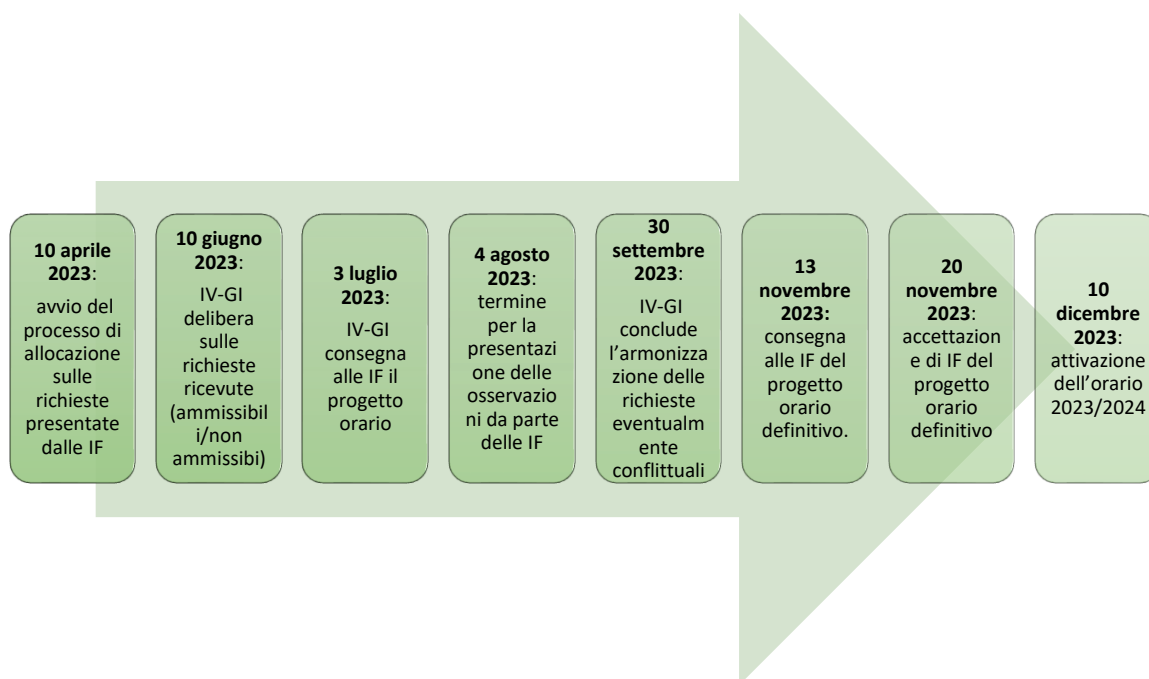 10 aprile
2023:
avvio del
processo di
allocazione
sulle
richieste
presentate
dalle IF
10 giugno
2023:
IV-GI
delibera
sulle
richieste
ricevute
(ammissibil
i/non
ammissibi)
3 luglio
2023:
IV-GI
consegna
alle IF il
progetto
orario
4 agosto
2023:
termine
per la
presentazi
one delle
osservazio
ni da parte
delle IF
30
settembre
2023:
IV-GI
conclude
l’armonizza
zione delle
richieste
eventualm
ente
conflittuali
13
novembre
2023:
consegna
alle IF del
progetto
orario
definitivo.
20
novembre
2023:
accettazion
e di IF del
progetto
orario
definitivo
10
dicembre
2023:
attivazione
dell’orario
2023/2024